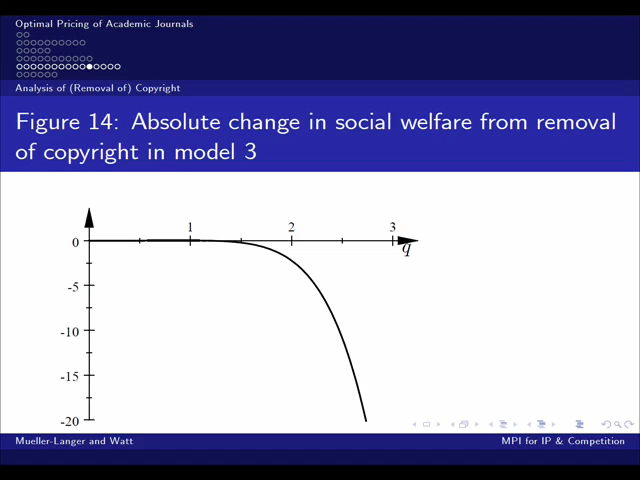 Optimal Pricing of Academic Journals
Analysis of (Removal of) Copyright
Figure 14: Absolute change in social welfare from removal
of copyright in model 3
1 2 3
0
q
-5
-10
-15
-20
Mueller-Langer and Watt MPI for IP & Competition